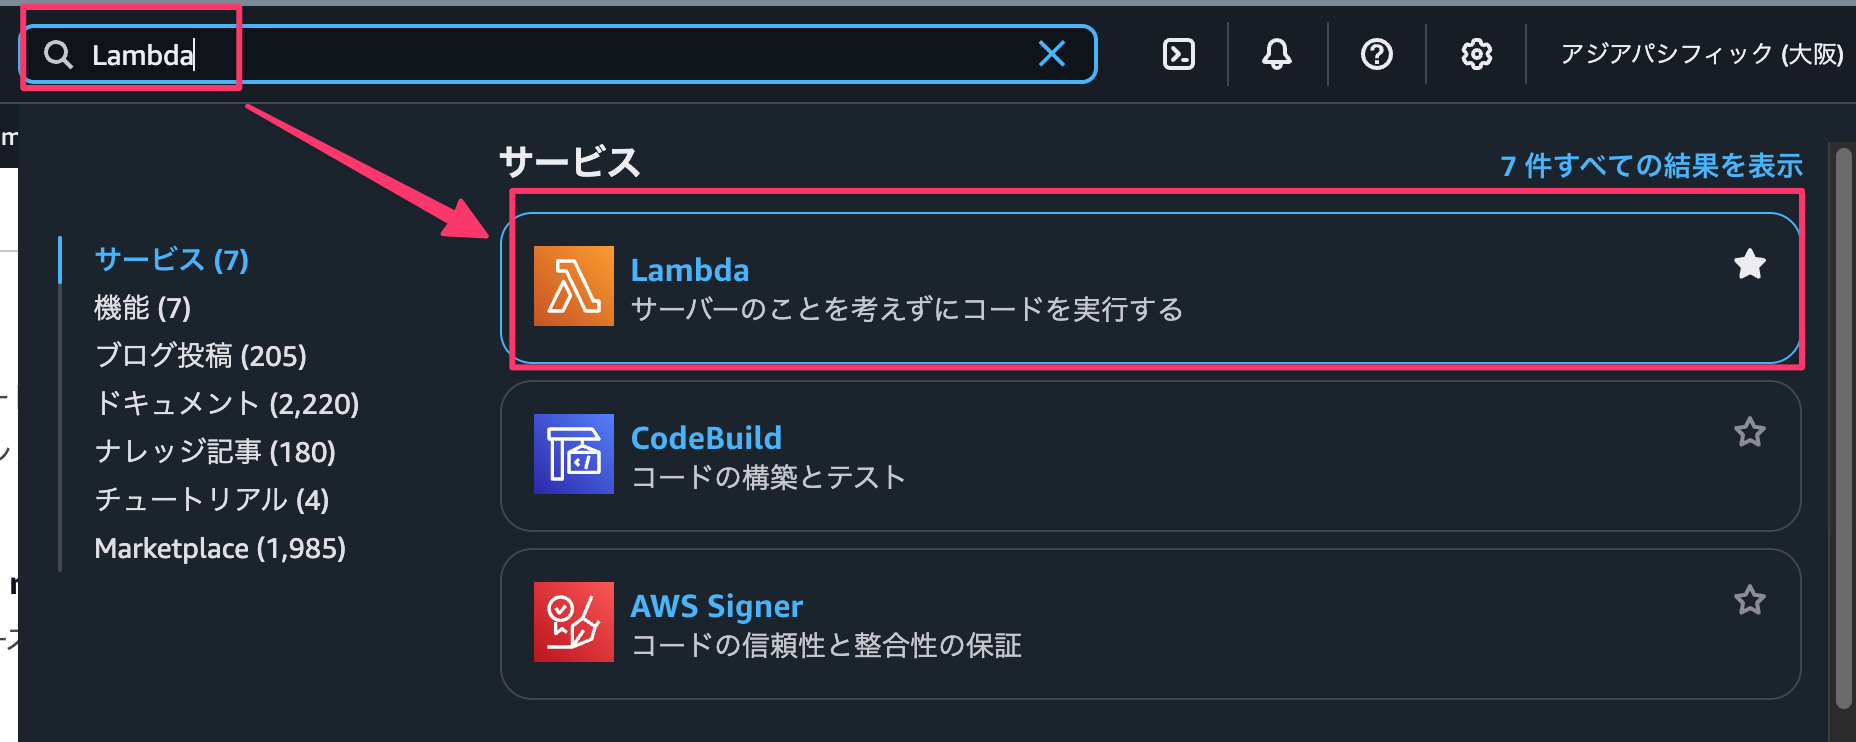 Lambda
アジアパシフィック (大阪)
サービス
7 件すべての結果を表示
サービス (7)
機能 (7)
ブログ投稿 (205)
ドキュメント (2,220)
ナレッジ記事 (180)
チュートリアル (4)
Marketplace (1,985)
Lambda
サーバーのことを考えずにコードを実行する
CodeBuild
コードの構築とテスト
AWS Signer
コードの信頼性と整合性の保証